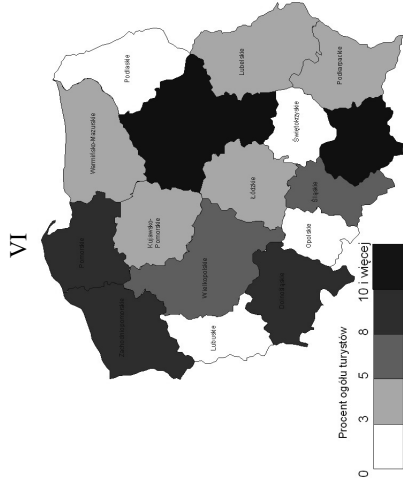 VI
Pomorskie
Zachodniopomorskie
Warmińsko-Mazurskie
Podlaskie
Kujawsko-
Pomorskie
Wielkopolskie
Lubuskie
Łódzkie
Lubelskie
Dolnośląskie
Opolskie
Śląskie
Świętokrzyskie
Podkarpackie
Procent ogółu turystów
0 3 5 8 10 i więcej